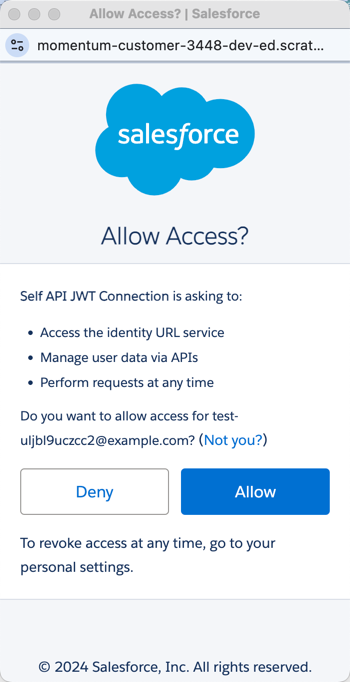 Allow Access? | Salesforce
momentum-customer-3448-dev-ed.scrat...
salesforce
Allow Access?
Self API JWT Connection is asking to:
• Access the identity URL service
• Manage user data via APIs
• Perform requests at any time
Do you want to allow access for test-
uljbl9uczcc2@example.com? (Not you?)
Deny
Allow
To revoke access at any time, go to your
personal settings.
© 2024 Salesforce, Inc. All rights reserved.